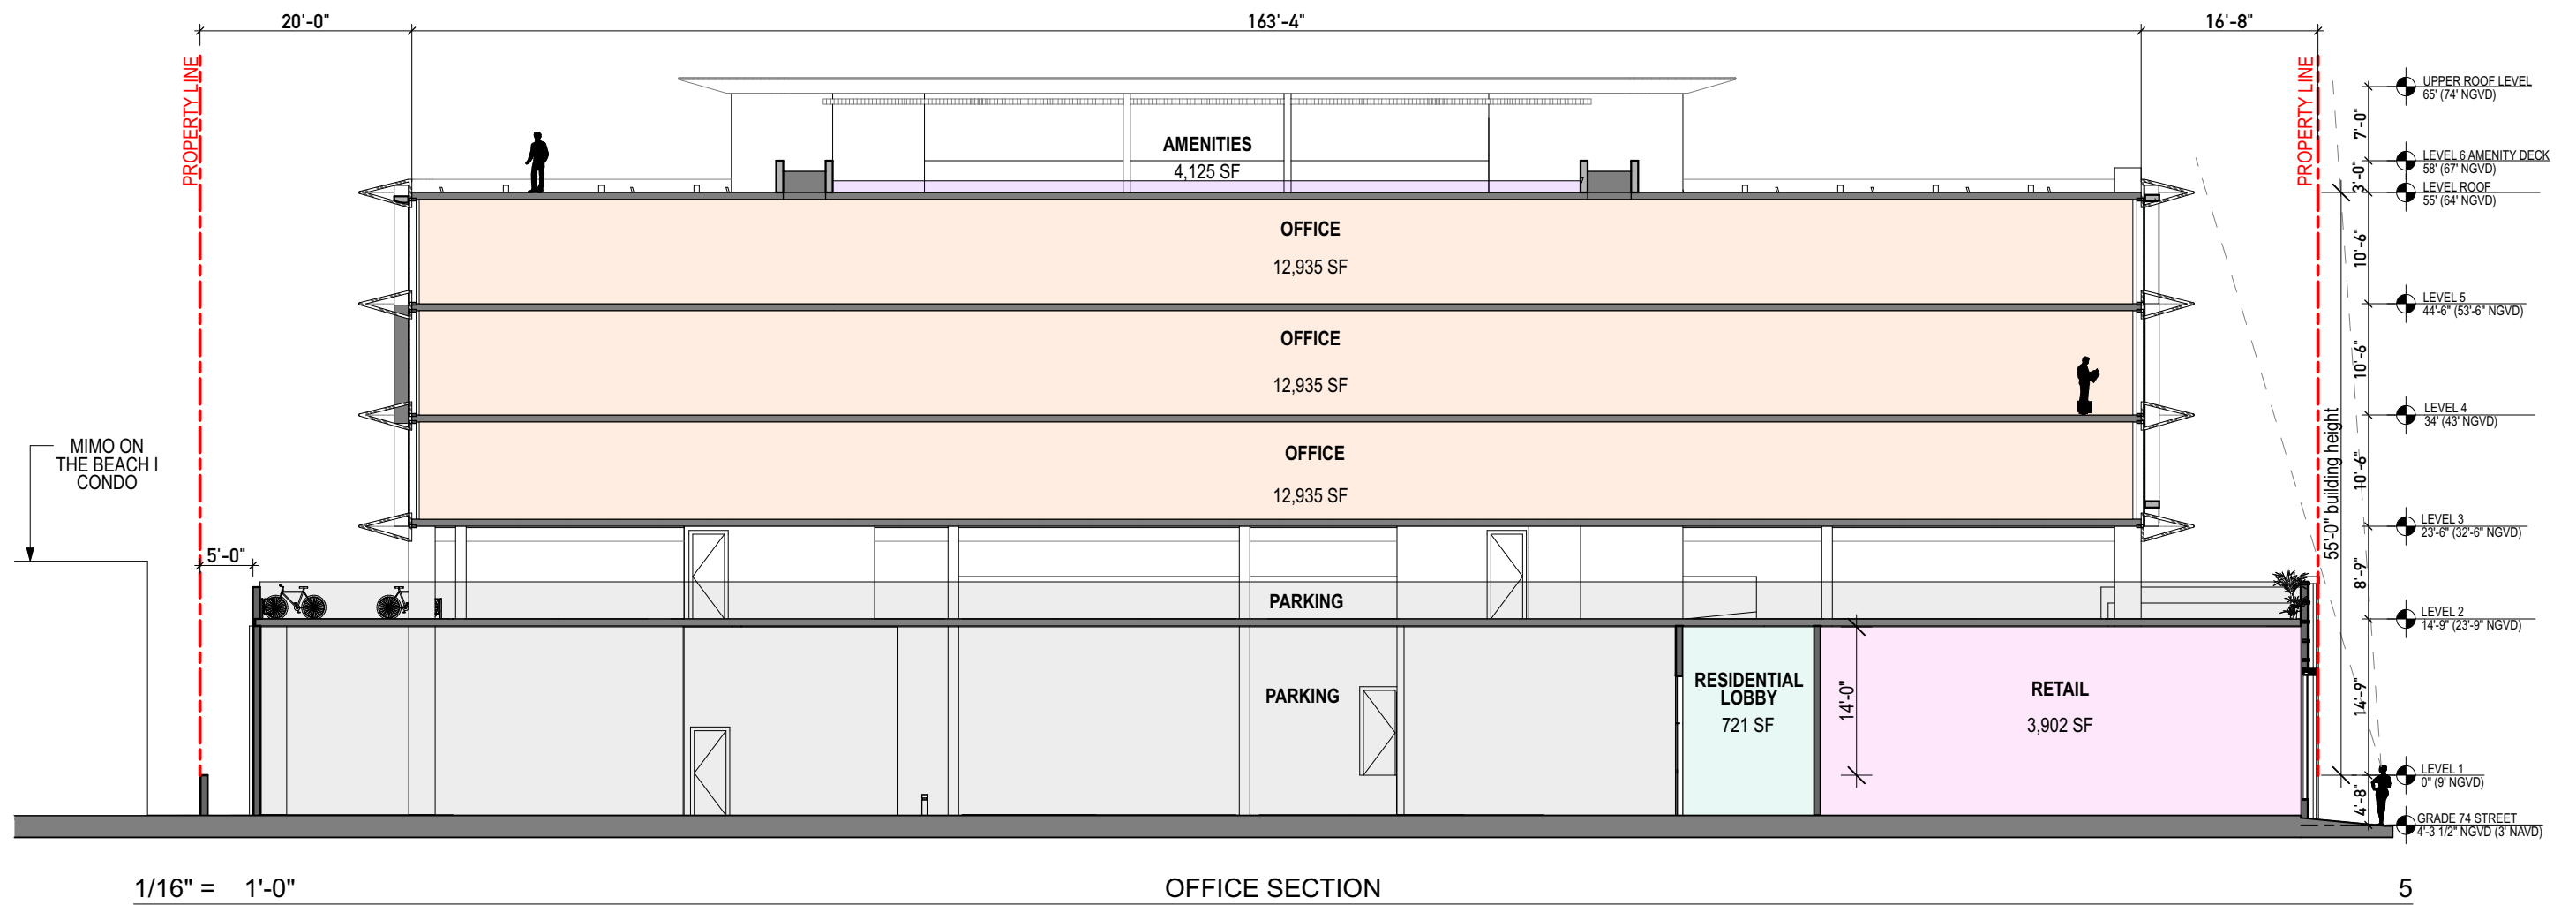 20'-0"
163'-4"
16'-8"
PROPERTY LINE
PROPERTY LINE
UPPER ROOF LEVEL
65' (74' NGVD)
7'-0"
AMENITIES
4,125 SF
LEVEL 6 AMENITY DECK
58' (67' NGVD)
3'-0"
LEVEL ROOF
55' (64' NGVD)
OFFICE
12,935 SF
10'-6"
LEVEL 5
44'-6" (53'-6" NGVD)
OFFICE
12,935 SF
10'-6"
LEVEL 4
34' (43' NGVD)
MIMO ON
THE BEACH I
CONDO
OFFICE
12,935 SF
55'-0" building height
10'-6"
LEVEL 3
23'-6" (32'-6" NGVD)
5'-0"
8'-9"
PARKING
LEVEL 2
14'-9" (23'-9" NGVD)
PARKING
RESIDENTIAL
LOBBY
721 SF
14'-0"
RETAIL
3,902 SF
14'-9"
LEVEL 1
0" (9' NGVD)
4'-8"
GRADE 74 STREET
4'-3 1/2" NGVD (3' NAVD)
1/16" = 1'-0"
OFFICE SECTION
5